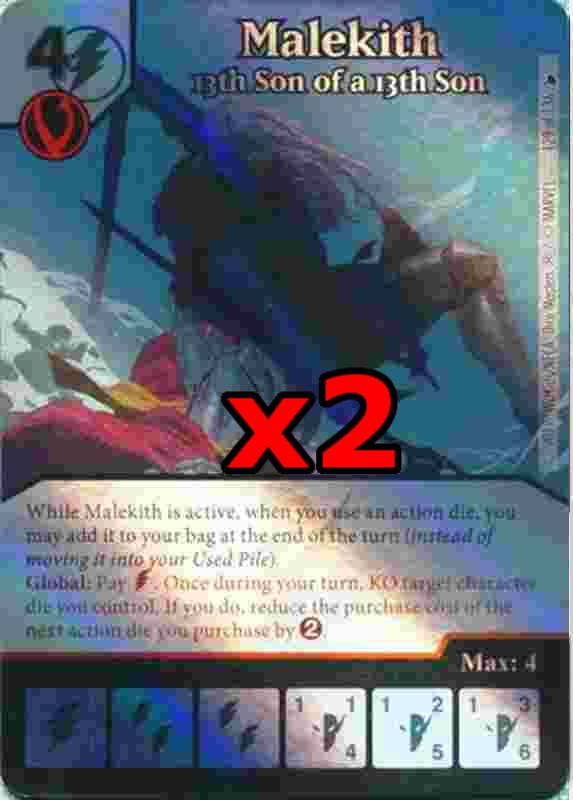 4
Malekith
13th Son of a 13th Son
V
x2
While Malekith is active, when you use an action die, you
may add it to your bag at the end of the turn (instead of
moving it into your Used Pile).
Global: Pay . Once during your turn, KO target character
die you control. If you do, reduce the purchase cost of the
next action die you purchase by 2.
Max: 4
1 1 4 1 2 5 1 3 6
MARVEL